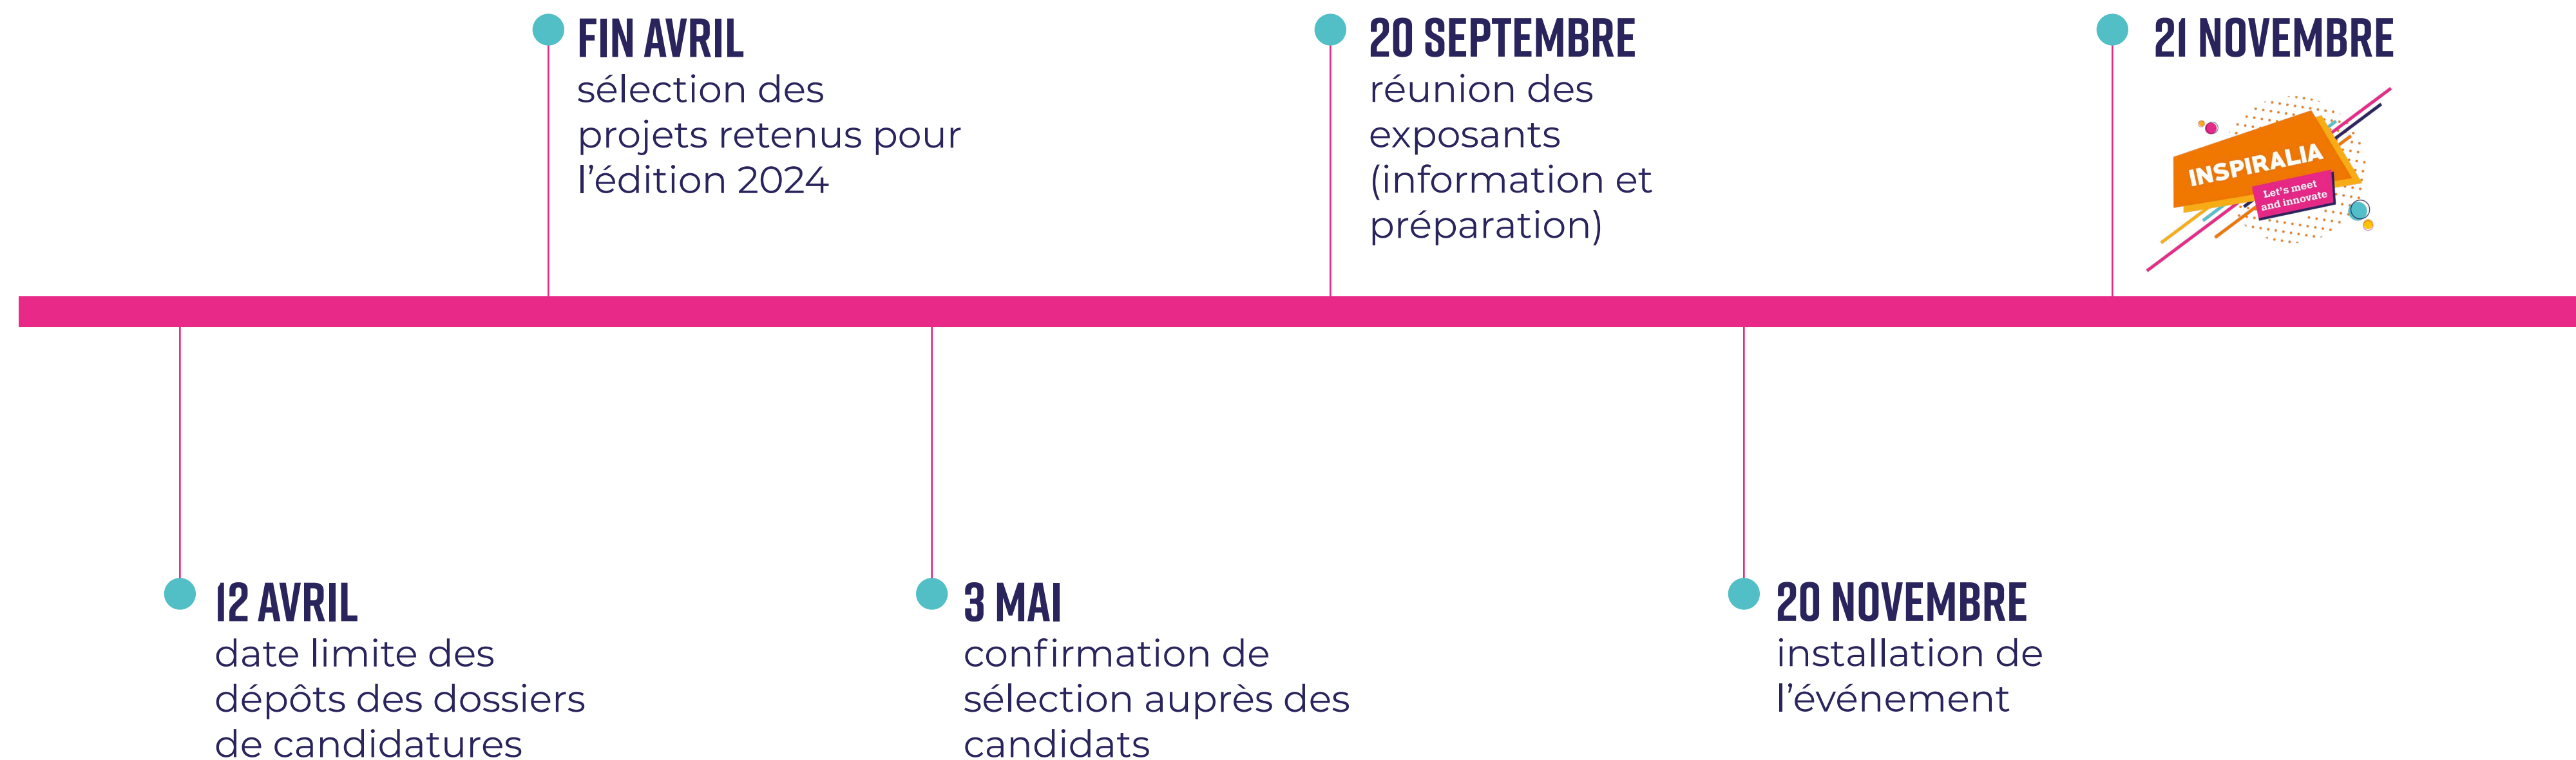 FIN AVRIL
sélection des
projets retenus pour
l’édition 2024
20 SEPTEMBRE
réunion des
exposants
(information et
préparation)
21 NOVEMBRE
INSPIRALIA
Let's meet
and innovate
12 AVRIL
date limite des
dépôts des dossiers
de candidatures
3 MAI
confirmation de
sélection auprès des
candidats
20 NOVEMBRE
installation de
l’événement